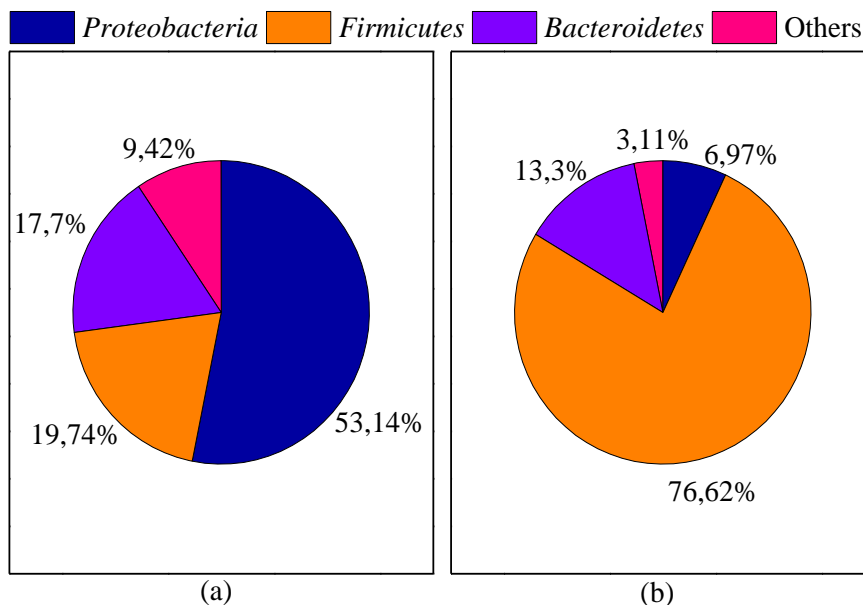 Proteobacteria Firmicutes Bacteroidetes Others
9,42%
17,7%
19,74%
53,14%
(a)
3,11%
6,97%
13,3%
76,62%
(b)